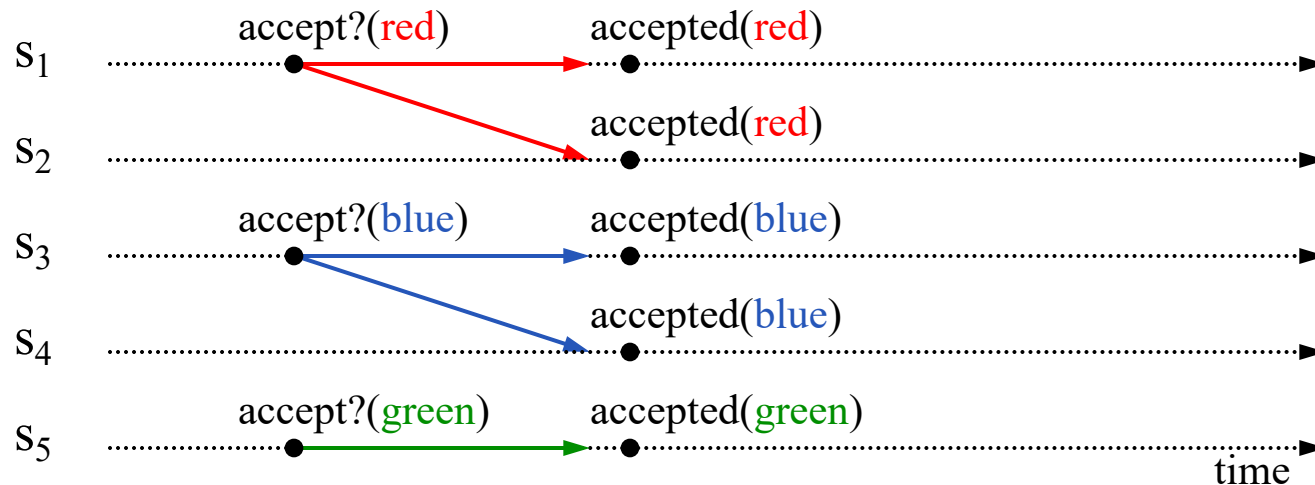 accept?(red) accepted(red)
S1
accepted(red)
S2
accept?(blue) accepted(blue)
S3
accepted(blue)
S4
accept?(green) accepted(green)
S5
time